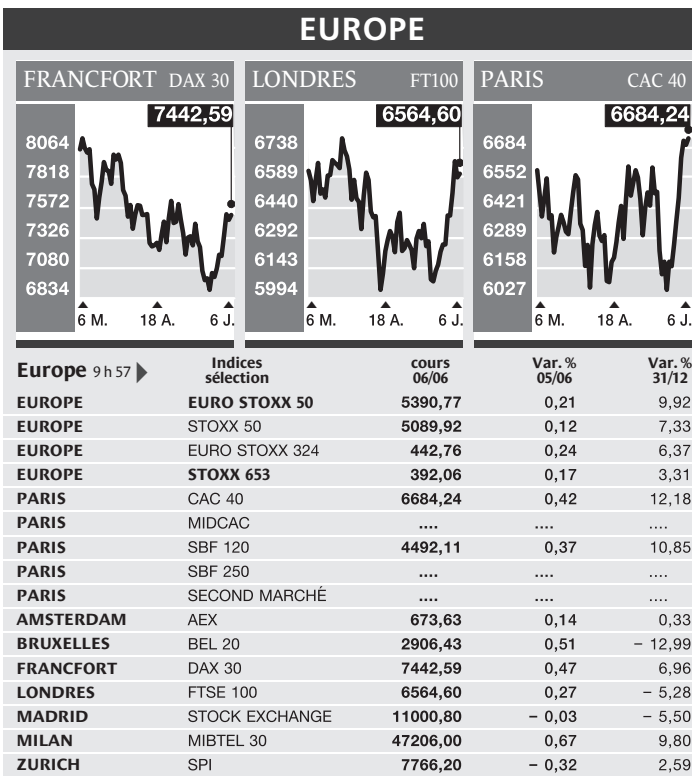 EUROPE
FRANCFORT DAX 30
7442,59
8064
7818
7572
7326
7080
6834
6 M. 18 A. 6 J.
LONDRES FT100
6564,60
6738
6589
6440
6292
6143
5994
6 M. 18 A. 6 J.
PARIS CAC 40
6684,24
6684
6552
6421
6289
6158
6027
6 M. 18 A. 6 J.
Europe 9 h 57 Indices sélection cours 06/06 Var. % 05/06 Var. % 31/12
EUROPE EURO STOXX 50 5390,77 0,21 9,92
EUROPE STOXX 50 5089,92 0,12 7,33
EUROPE EURO STOXX 324 442,76 0,24 6,37
EUROPE STOXX 653 392,06 0,17 3,31
PARIS CAC 40 6684,24 0,42 12,18
PARIS MIDCAC .... .... ....
PARIS SBF 120 4492,11 0,37 10,85
PARIS SBF 250 .... .... ....
PARIS SECOND MARCHÉ .... .... ....
AMSTERDAM AEX 673,63 0,14 0,33
BRUXELLES BEL 20 2906,43 0,51 – 12,99
FRANCFORT DAX 30 7442,59 0,47 6,96
LONDRES FTSE 100 6564,60 0,27 – 5,28
MADRID STOCK EXCHANGE 11000,80 – 0,03 – 5,50
MILAN MIBTEL 30 47206,00 0,67 9,80
ZURICH SPI 7766,20 – 0,32 2,59